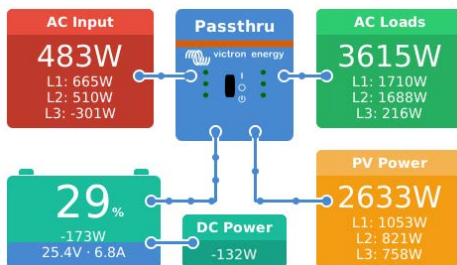 AC Input
483W
L1: 665W
L2: 510W
L3: -301W
Passthru
victron energy
I
AC Loads
3615W
L1: 1710W
L2: 1688W
L3: 216W
29%
-173W
25.4V · 6.8A
DC Power
-132W
PV Power
2633W
L1: 1053W
L2: 821W
L3: 758W